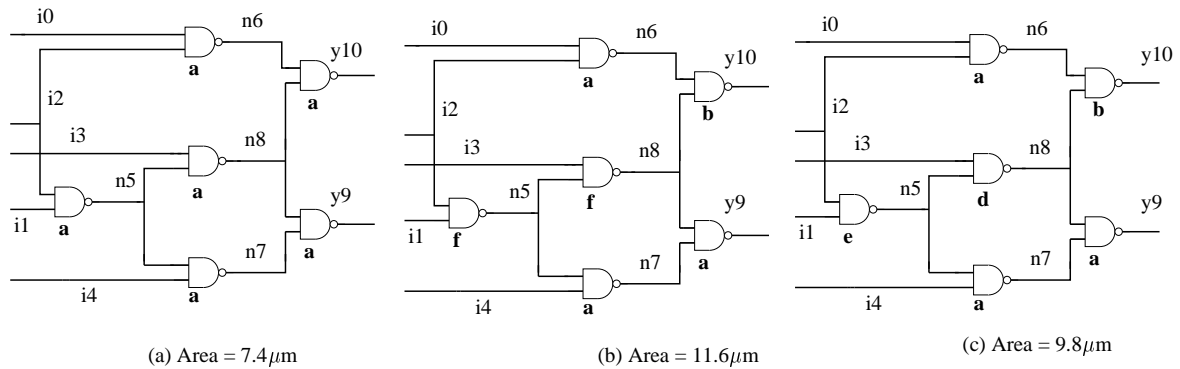 i0
n6
y10
a
a
i2
i3
n8
a
n5
y9
i1
a
a
n7
i4
a
(a) Area = 7.4μm
i0
n6
y10
a
b
i2
i3
n8
f
n5
y9
i1
f
a
n7
i4
a
(b) Area = 11.6μm
i0
n6
y10
a
b
i2
i3
n8
d
n5
y9
i1
e
a
n7
i4
a
(c) Area = 9.8μm